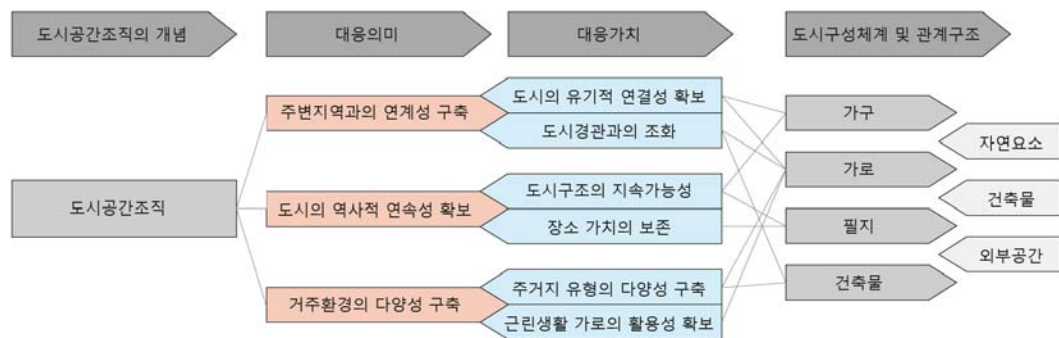 도시공간조직의 개념
대응의미
대응가치
도시구성체계 및 관계구조
주변지역과의 연계성 구축
도시의 유기적 연결성 확보
도시경관과의 조화
가구
자연요소
도시공간조직
도시의 역사적 연속성 확보
도시구조의 지속가능성
장소 가치의 보존
가로
건축물
필지
외부공간
거주환경의 다양성 구축
주거지 유형의 다양성 구축
근린생활 가로의 활용성 확보
건축물